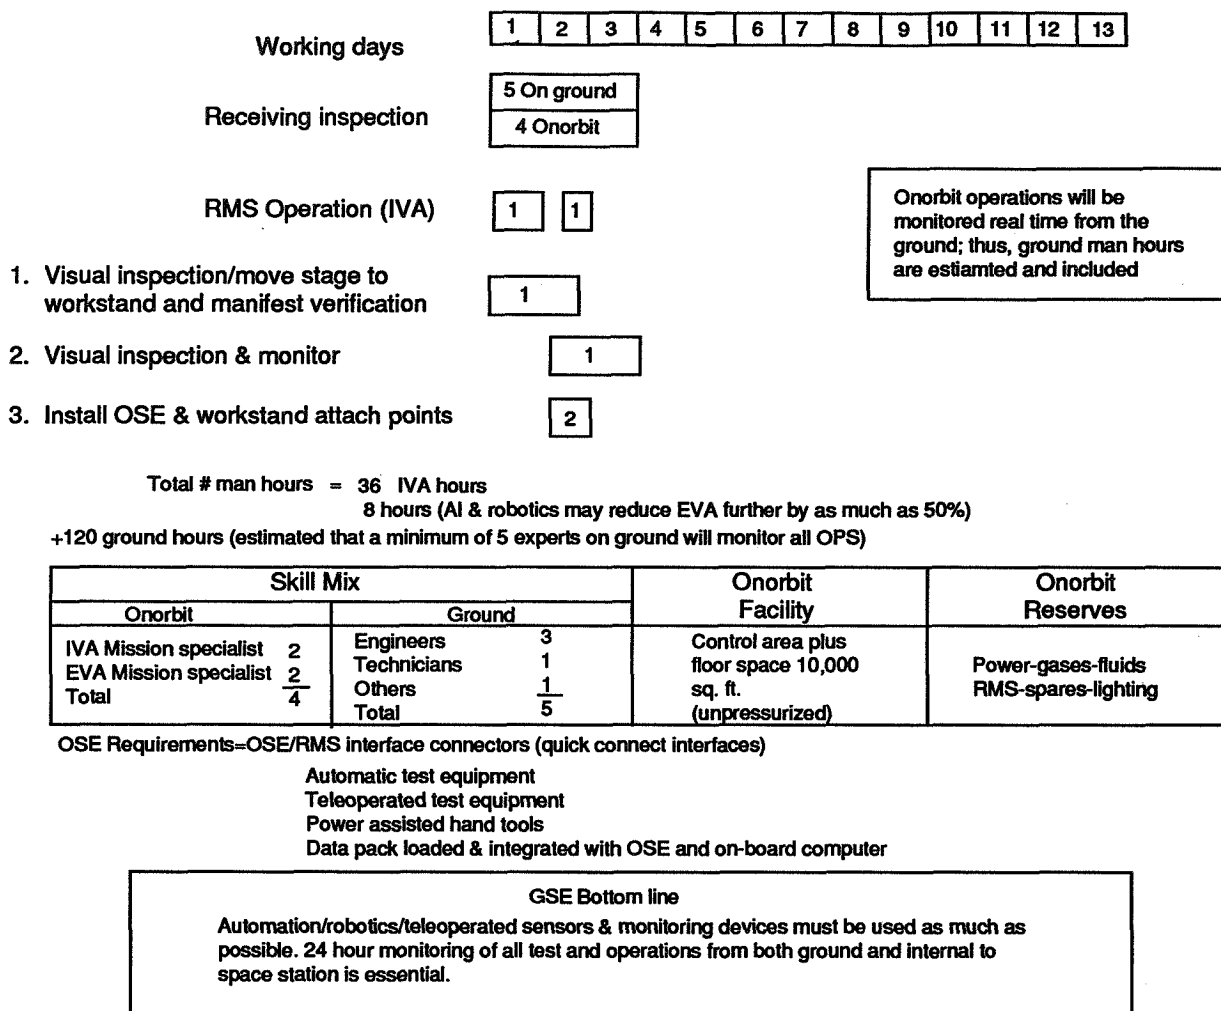 Working days 1 2 3 4 5 6 7 8 9 10 11 12 13
Receiving inspection
5 On ground
4 Onorbit
RMS Operation (IVA) 1 1
Onorbit operations will be
monitored real time from the
ground; thus, ground man hours
are estiamted and included
1. Visual inspection/move stage to
workstand and manifest verification
1
2. Visual inspection & monitor 1
3. Install OSE & workstand attach points 2
Total # man hours = 36 IVA hours
8 hours (AI & robotics may reduce EVA further by as much as 50%)
+120 ground hours (estimated that a minimum of 5 experts on ground will monitor all OPS)
Skill Mix
Onorbit
IVA Mission specialist 2
EVA Mission specialist 2
Total 4
Ground
Engineers 3
Technicians 1
Others 1
Total 5
Onorbit
Facility
Control area plus
floor space 10,000
sq. ft.
(unpressurized)
Onorbit
Reserves
Power-gases-fluids
RMS-spares-lighting
OSE Requirements=OSE/RMS interface connectors (quick connect interfaces)
Automatic test equipment
Teleoperated test equipment
Power assisted hand tools
Data pack loaded & integrated with OSE and on-board computer
GSE Bottom line
Automation/robotics/teleoperated sensors & monitoring devices must be used as much as
possible. 24 hour monitoring of all test and operations from both ground and internal to
space station is essential.